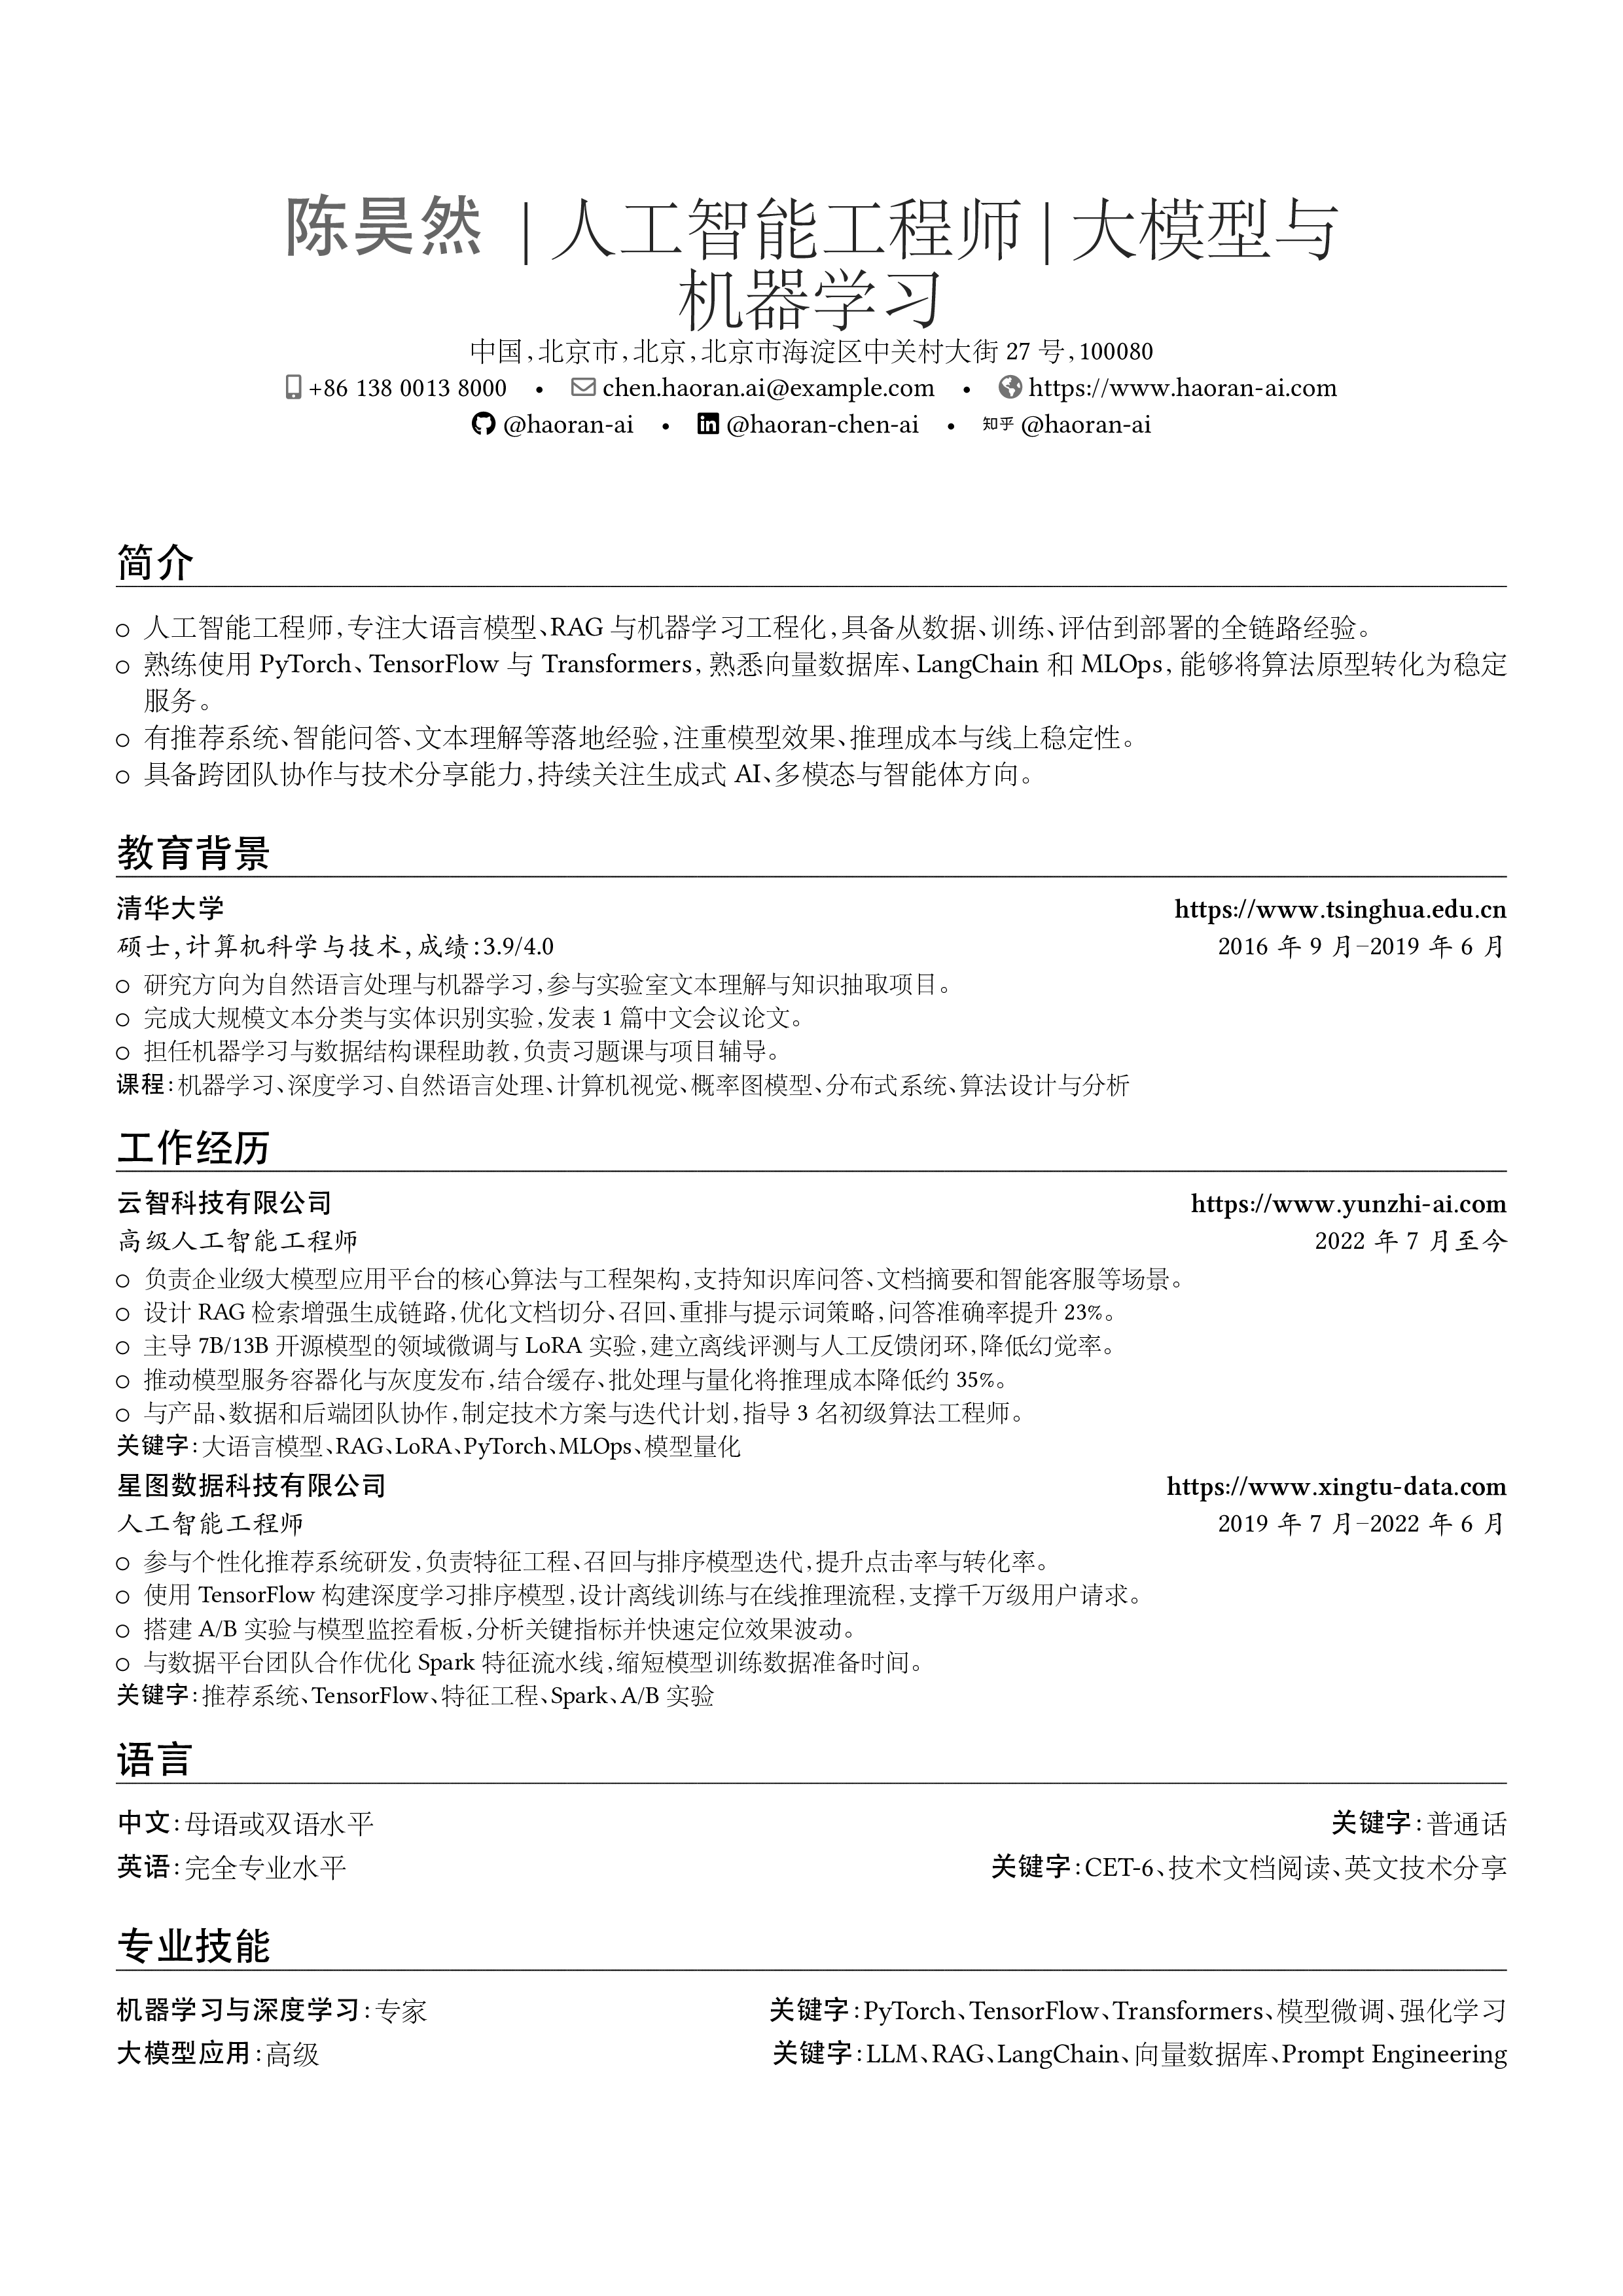 陈昊然 | 人工智能工程师 | 大模型与
机器学习
中国,北京市,北京,北京市海淀区中关村大街 27 号,100080
+86 138 0013 8000 • chen.haoran.ai@example.com • https://www.haoran-ai.com
@haoran-ai • @haoran-chen-ai • 知乎 @haoran-ai
简介
○ 人工智能工程师,专注大语言模型、RAG 与机器学习工程化,具备从数据、训练、评估到部署的全链路经验。
○ 熟练使用 PyTorch、TensorFlow 与 Transformers,熟悉向量数据库、LangChain 和 MLOps,能够将算法原型转化为稳定
服务。
○ 有推荐系统、智能问答、文本理解等落地经验,注重模型效果、推理成本与线上稳定性。
○ 具备跨团队协作与技术分享能力,持续关注生成式 AI、多模态与智能体方向。
教育背景
清华大学 https://www.tsinghua.edu.cn
硕士,计算机科学与技术,成绩:3.9/4.0 2016 年 9 月–2019 年 6 月
○ 研究方向为自然语言处理与机器学习,参与实验室文本理解与知识抽取项目。
○ 完成大规模文本分类与实体识别实验,发表 1 篇中文会议论文。
○ 担任机器学习与数据结构课程助教,负责习题课与项目辅导。
课程:机器学习、深度学习、自然语言处理、计算机视觉、概率图模型、分布式系统、算法设计与分析
工作经历
云智科技有限公司 https://www.yunzhi-ai.com
高级人工智能工程师 2022 年 7 月至今
○ 负责企业级大模型应用平台的核心算法与工程架构,支持知识库问答、文档摘要和智能客服等场景。
○ 设计 RAG 检索增强生成链路,优化文档切分、召回、重排与提示词策略,问答准确率提升 23%。
○ 主导 7B/13B 开源模型的领域微调与 LoRA 实验,建立离线评测与人工反馈闭环,降低幻觉率。
○ 推动模型服务容器化与灰度发布,结合缓存、批处理与量化将推理成本降低约 35%。
○ 与产品、数据和后端团队协作,制定技术方案与迭代计划,指导 3 名初级算法工程师。
关键字:大语言模型、RAG、LoRA、PyTorch、MLOps、模型量化
星图数据科技有限公司 https://www.xingtu-data.com
人工智能工程师 2019 年 7 月–2022 年 6 月
○ 参与个性化推荐系统研发,负责特征工程、召回与排序模型迭代,提升点击率与转化率。
○ 使用 TensorFlow 构建深度学习排序模型,设计离线训练与在线推理流程,支撑千万级用户请求。
○ 搭建 A/B 实验与模型监控看板,分析关键指标并快速定位效果波动。
○ 与数据平台团队合作优化 Spark 特征流水线,缩短模型训练数据准备时间。
关键字:推荐系统、TensorFlow、特征工程、Spark、A/B 实验
语言
中文:母语或双语水平 关键字:普通话
英语:完全专业水平 关键字:CET-6、技术文档阅读、英文技术分享
专业技能
机器学习与深度学习:专家 关键字:PyTorch、TensorFlow、Transformers、模型微调、强化学习
大模型应用:高级 关键字:LLM、RAG、LangChain、向量数据库、Prompt Engineering